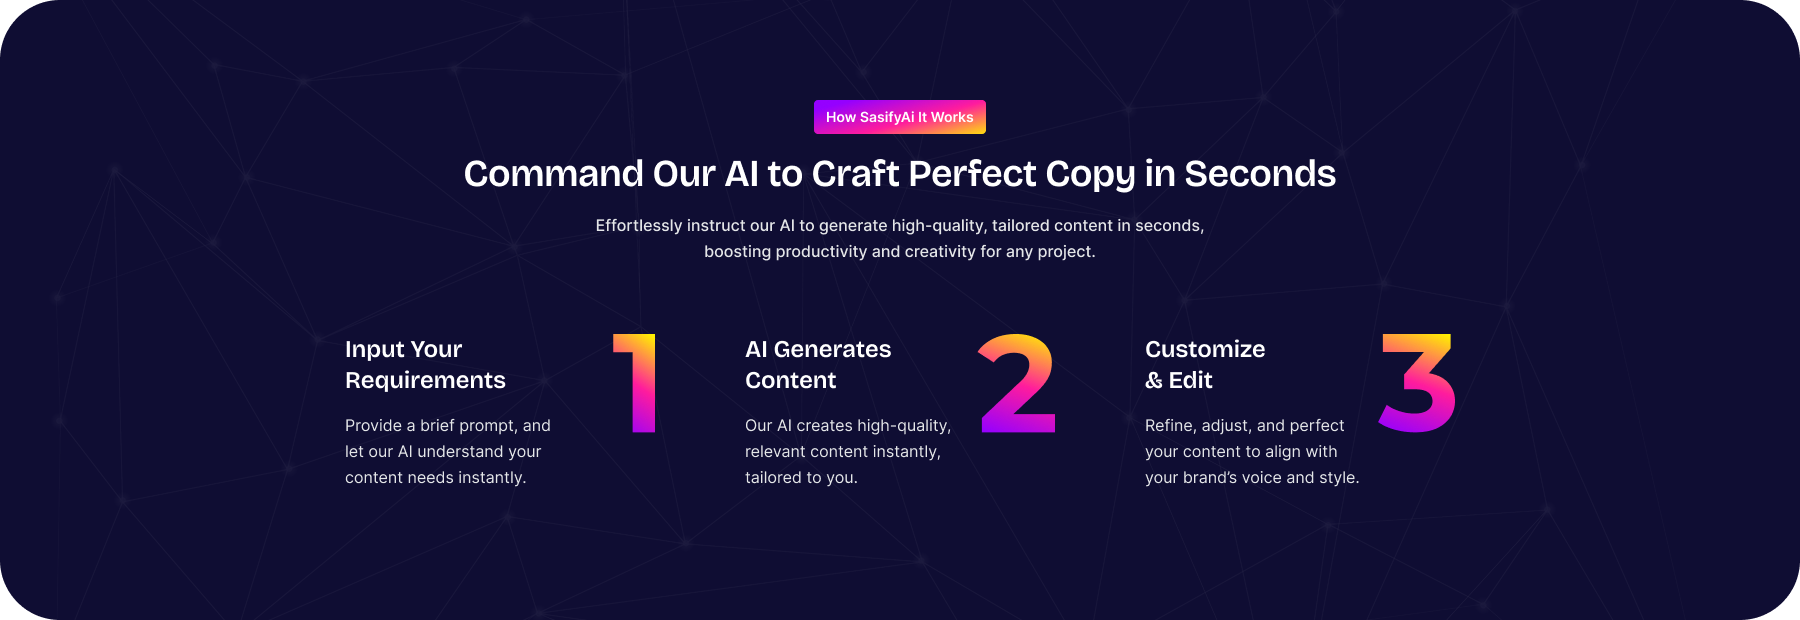 How SasifyAi It Works
Command Our AI to Craft Perfect Copy in Seconds
Effortlessly instruct our AI to generate high-quality, tailored content in seconds,
boosting productivity and creativity for any project.
Input Your
Requirements
1
Provide a brief prompt, and
let our AI understand your
content needs instantly.
AI Generates
Content
2
Our AI creates high-quality,
relevant content instantly,
tailored to you.
Customize
& Edit
3
Refine, adjust, and perfect
your content to align with
your brand’s voice and style.